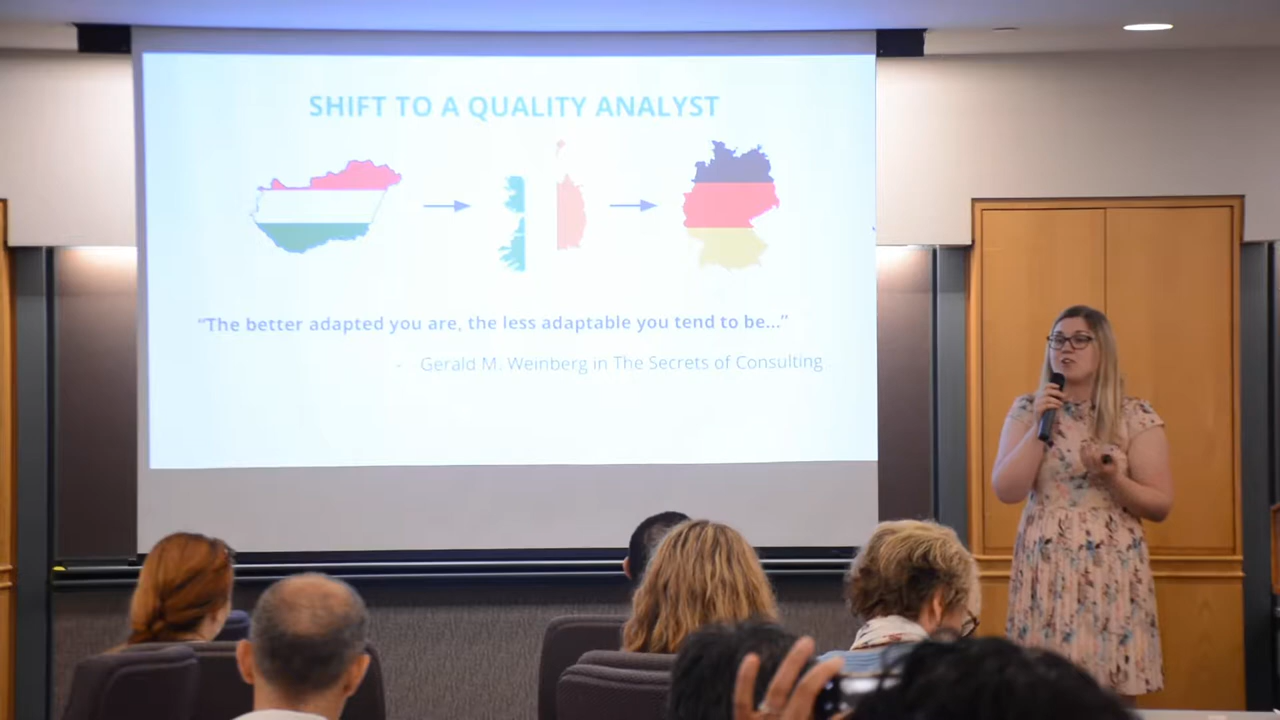 SHIFT TO A QUALITY ANALYST
“The better adapted you are, the less adaptable you tend to be...”
- Gerald M. Weinberg in The Secrets of Consulting